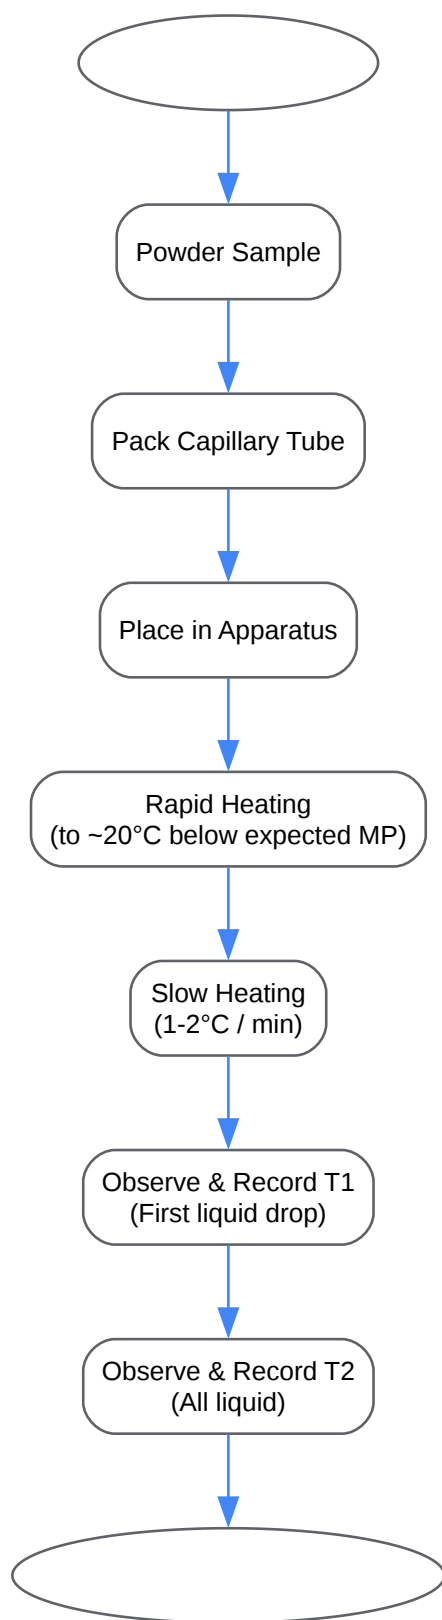 Powder Sample
Pack Capillary Tube
Place in Apparatus
Rapid Heating
(to ~20°C below expected MP)
Slow Heating
(1-2°C / min)
Observe & Record T1
(First liquid drop)
Observe & Record T2
(All liquid)